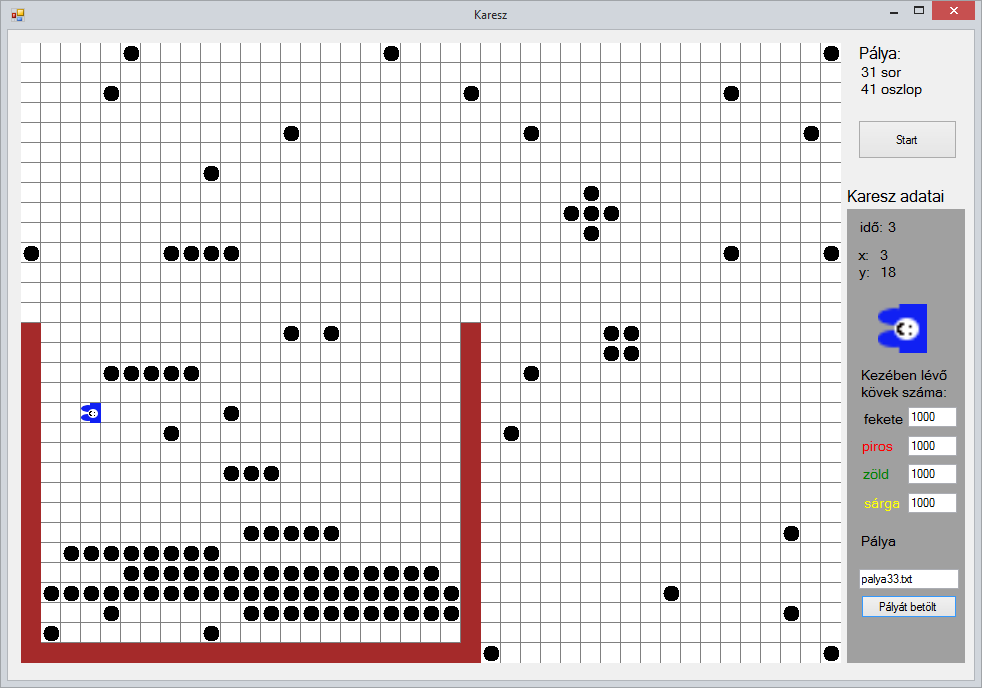 Karesz
Pálya:
31 sor
41 oszlop
Start
Karesz adatai
idő: 3
x: 3
y: 18
Kezében lévő
kövek száma:
fekete 1000
piros 1000
zöld 1000
sárga 1000
Pálya
palya33.txt
Pályát betölt